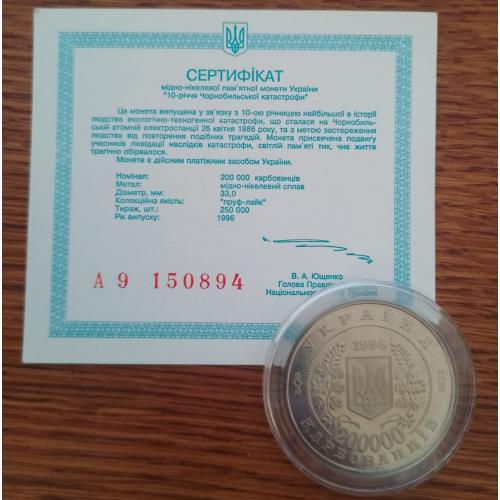 СЕРТИФІКАТ
мідно-нікелевої пам'ятної монети України
"10-річчя Чорнобильської катастрофи"
Ця монета випущена у зв'язку з 10-ою річницею найбільшої в історії
людства екологічно-техногенної катастрофи, що сталася на Чорнобиль-
ській атомній електростанції 26 квітня 1986 року, та з метою застереження
людства від повторення подібних трагедій. Монета присвячена подвигу
учасників ліквідації наслідків катастрофи, світлій пам'яті тих, чиє життя
трагічно обірвалося.
Монета є дійсним платіжним засобом України.
Номінал: 200 000 карбованців
Метал: мідно-нікелевий сплав
Діаметр, мм: 33,0
Колекційна якість: "пруф-лайк"
Тираж, шт.: 250 000
Рік випуску: 1996
А 9 150894
В. А. Ющенко
Голова Правл
Національного
УКРАЇНА
1996
200000
КАРБОВАНЦІВ